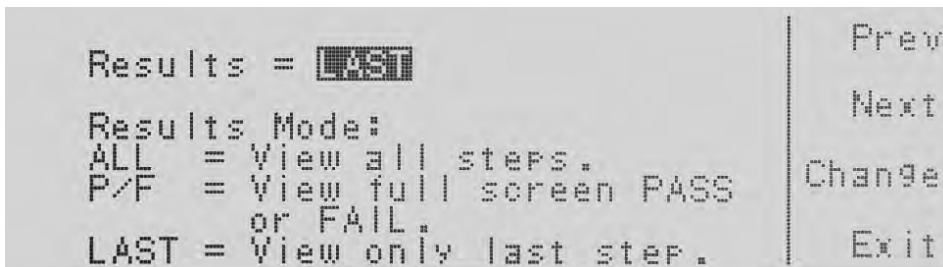 Results = LAST
Results Mode:
ALL = View all steps.
P/F = View full screen PASS
or FAIL.
LAST = View only last step.
Prev
Next
Change
Exit